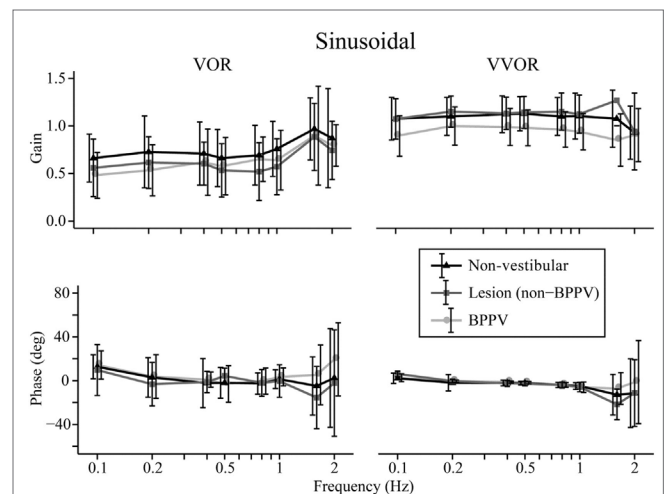 Sinusoidal
VOR VVOR
Gain
1.5
1.0
0.5
0.0
Non-vestibular
Lesion (non−BPPV)
BPPV
Phase (deg)
80
40
0
−40
0.1 0.2 0.5 1 2 0.1 0.2 0.5 1 2
Frequency (Hz)